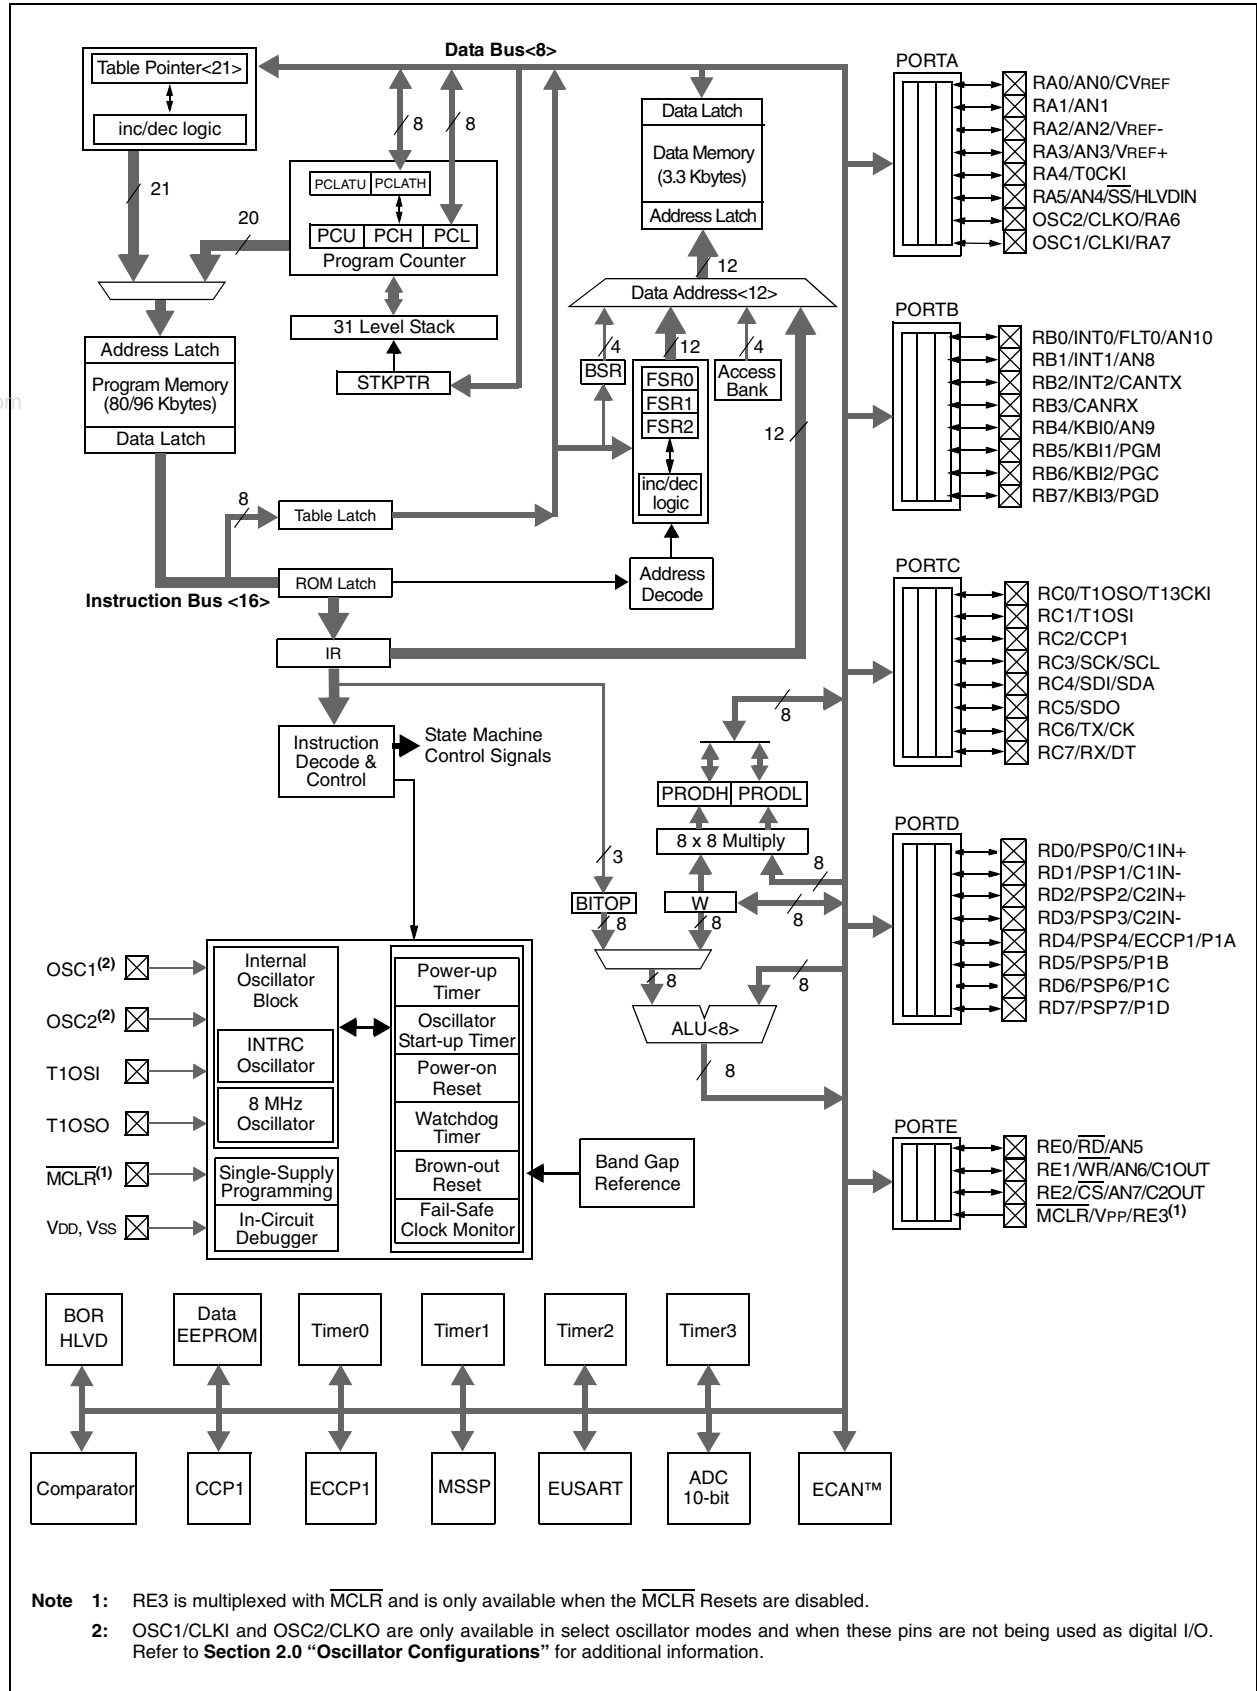 Data Bus<8>
Table Pointer<21>
inc/dec logic
21
20
8
8
PCLATU PCLATH
PCU PCH PCL
Program Counter
31 Level Stack
STKPTR
Data Latch
Data Memory
(3.3 Kbytes)
Address Latch
12
Data Address<12>
4
12
4
BSR
FSR0
FSR1
FSR2
Access
Bank
12
inc/dec
logic
Address Latch
Program Memory
(80/96 Kbytes)
Data Latch
8
Table Latch
ROM Latch
Instruction Bus <16>
Address
Decode
IR
Instruction
Decode &
Control
State Machine
Control Signals
8
PRODH PRODL
8 x 8 Multiply
3
8
BITOP
W
8
8
8
8
8
ALU<8>
8
OSC1(2)
OSC2(2)
T1OSI
T1OSO
MCLR(1)
VDD, VSS
Internal
Oscillator
Block
INTRC
Oscillator
8 MHz
Oscillator
Single-Supply
Programming
In-Circuit
Debugger
Power-up
Timer
Oscillator
Start-up Timer
Power-on
Reset
Watchdog
Timer
Brown-out
Reset
Fail-Safe
Clock Monitor
Band Gap
Reference
PORTA
RA0/AN0/CVREF
RA1/AN1
RA2/AN2/VREF-
RA3/AN3/VREF+
RA4/T0CKI
RA5/AN4/SS/HLVDIN
OSC2/CLKO/RA6
OSC1/CLKI/RA7
PORTB
RB0/INT0/FLT0/AN10
RB1/INT1/AN8
RB2/INT2/CANTX
RB3/CANRX
RB4/KBI0/AN9
RB5/KBI1/PGM
RB6/KBI2/PGC
RB7/KBI3/PGD
PORTC
RC0/T1OSO/T13CKI
RC1/T1OSI
RC2/CCP1
RC3/SCK/SCL
RC4/SDI/SDA
RC5/SDO
RC6/TX/CK
RC7/RX/DT
PORTD
RD0/PSP0/C1IN+
RD1/PSP1/C1IN-
RD2/PSP2/C2IN+
RD3/PSP3/C2IN-
RD4/PSP4/ECCP1/P1A
RD5/PSP5/P1B
RD6/PSP6/P1C
RD7/PSP7/P1D
PORTE
RE0/RD/AN5
RE1/WR/AN6/C1OUT
RE2/CS/AN7/C2OUT
MCLR/VPP/RE3(1)
BOR
HLVD
Data
EEPROM
Timer0
Timer1
Timer2
Timer3
Comparator
CCP1
ECCP1
MSSP
EUSART
ADC
10-bit
ECAN™
Note 1: RE3 is multiplexed with MCLR and is only available when the MCLR Resets are disabled.
2: OSC1/CLKI and OSC2/CLKO are only available in select oscillator modes and when these pins are not being used as digital I/O.
Refer to Section 2.0 “Oscillator Configurations” for additional information.